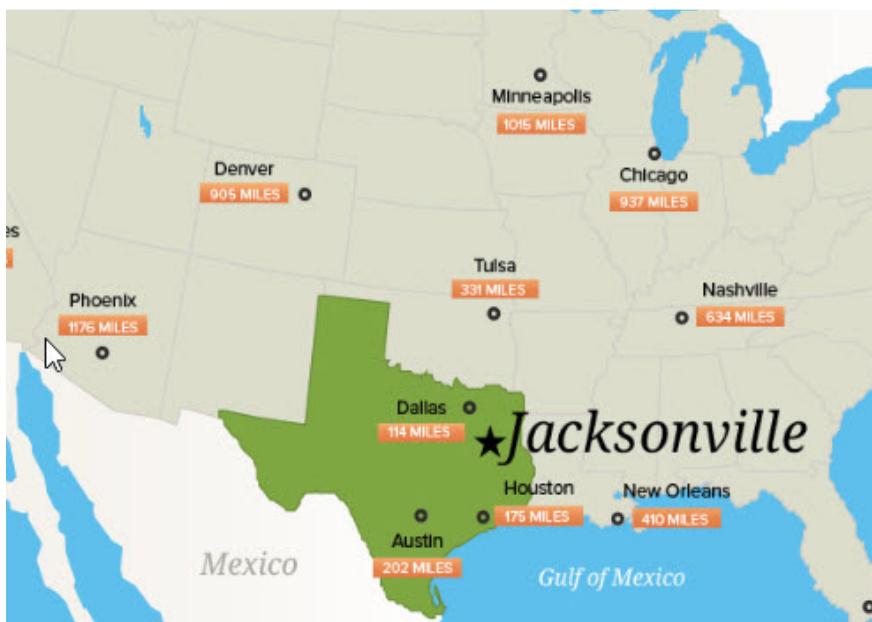 Minneapolis
1015 MILES
Chicago
937 MILES
Denver
905 MILES
es
Tulsa
331 MILES
Phoenix
1176 MILES
Nashville
634 MILES
Dallas
114 MILES
Jacksonville
Houston
175 MILES
New Orleans
410 MILES
Austin
202 MILES
Mexico
Gulf of Mexico